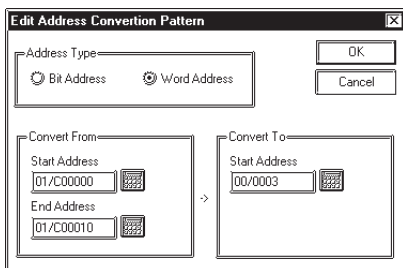 Edit Address Convertion Pattern
Address Type
Bit Address
Word Address
OK
Cancel
Convert From
Start Address
01/C00000
End Address
01/C00010
->
Convert To
Start Address
00/0003